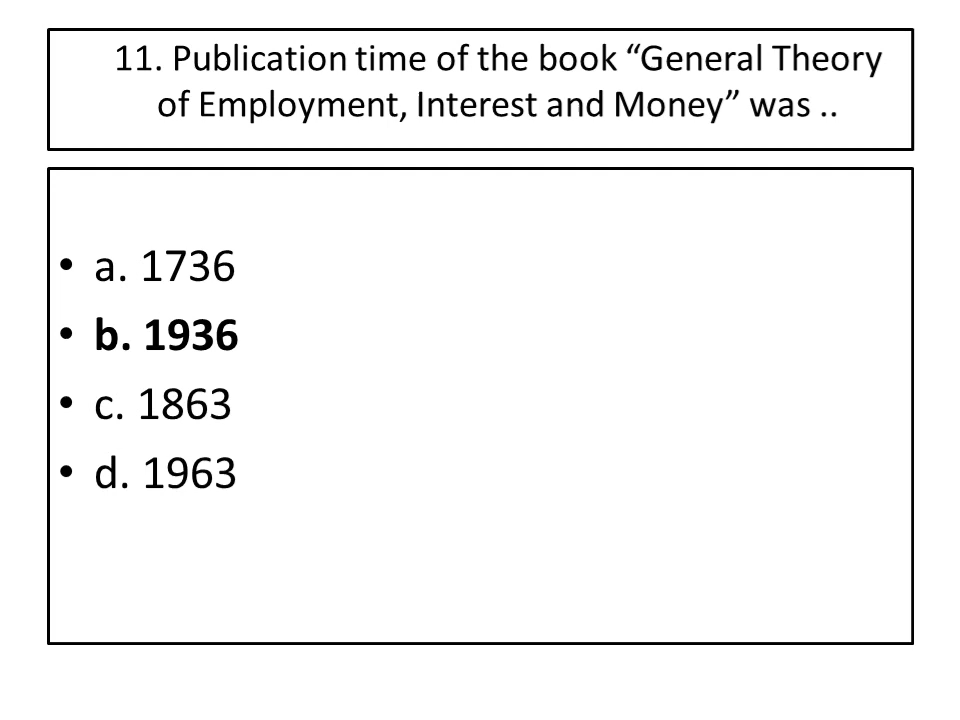 11. Publication time of the book “General Theory
of Employment, Interest and Money” was ..
• a. 1736
• b. 1936
• c. 1863
• d. 1963